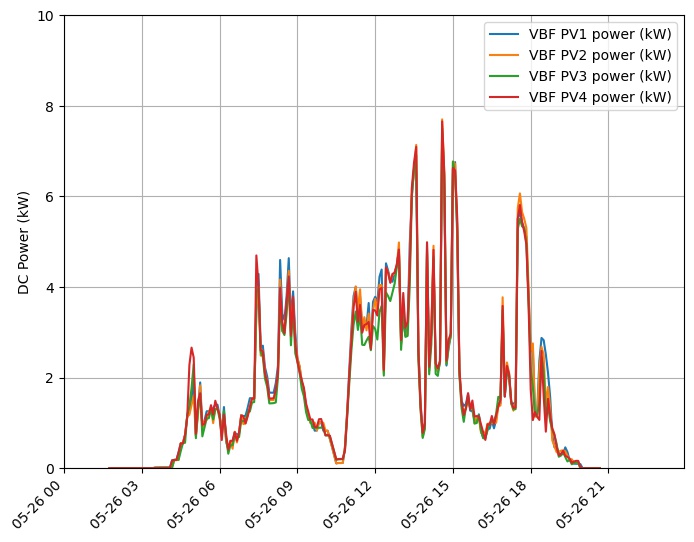 10
8
6
4
2
0
DC Power (kW)
VBF PV1 power (kW)
VBF PV2 power (kW)
VBF PV3 power (kW)
VBF PV4 power (kW)
05-26 00
05-26 03
05-26 06
05-26 09
05-26 12
05-26 15
05-26 18
05-26 21